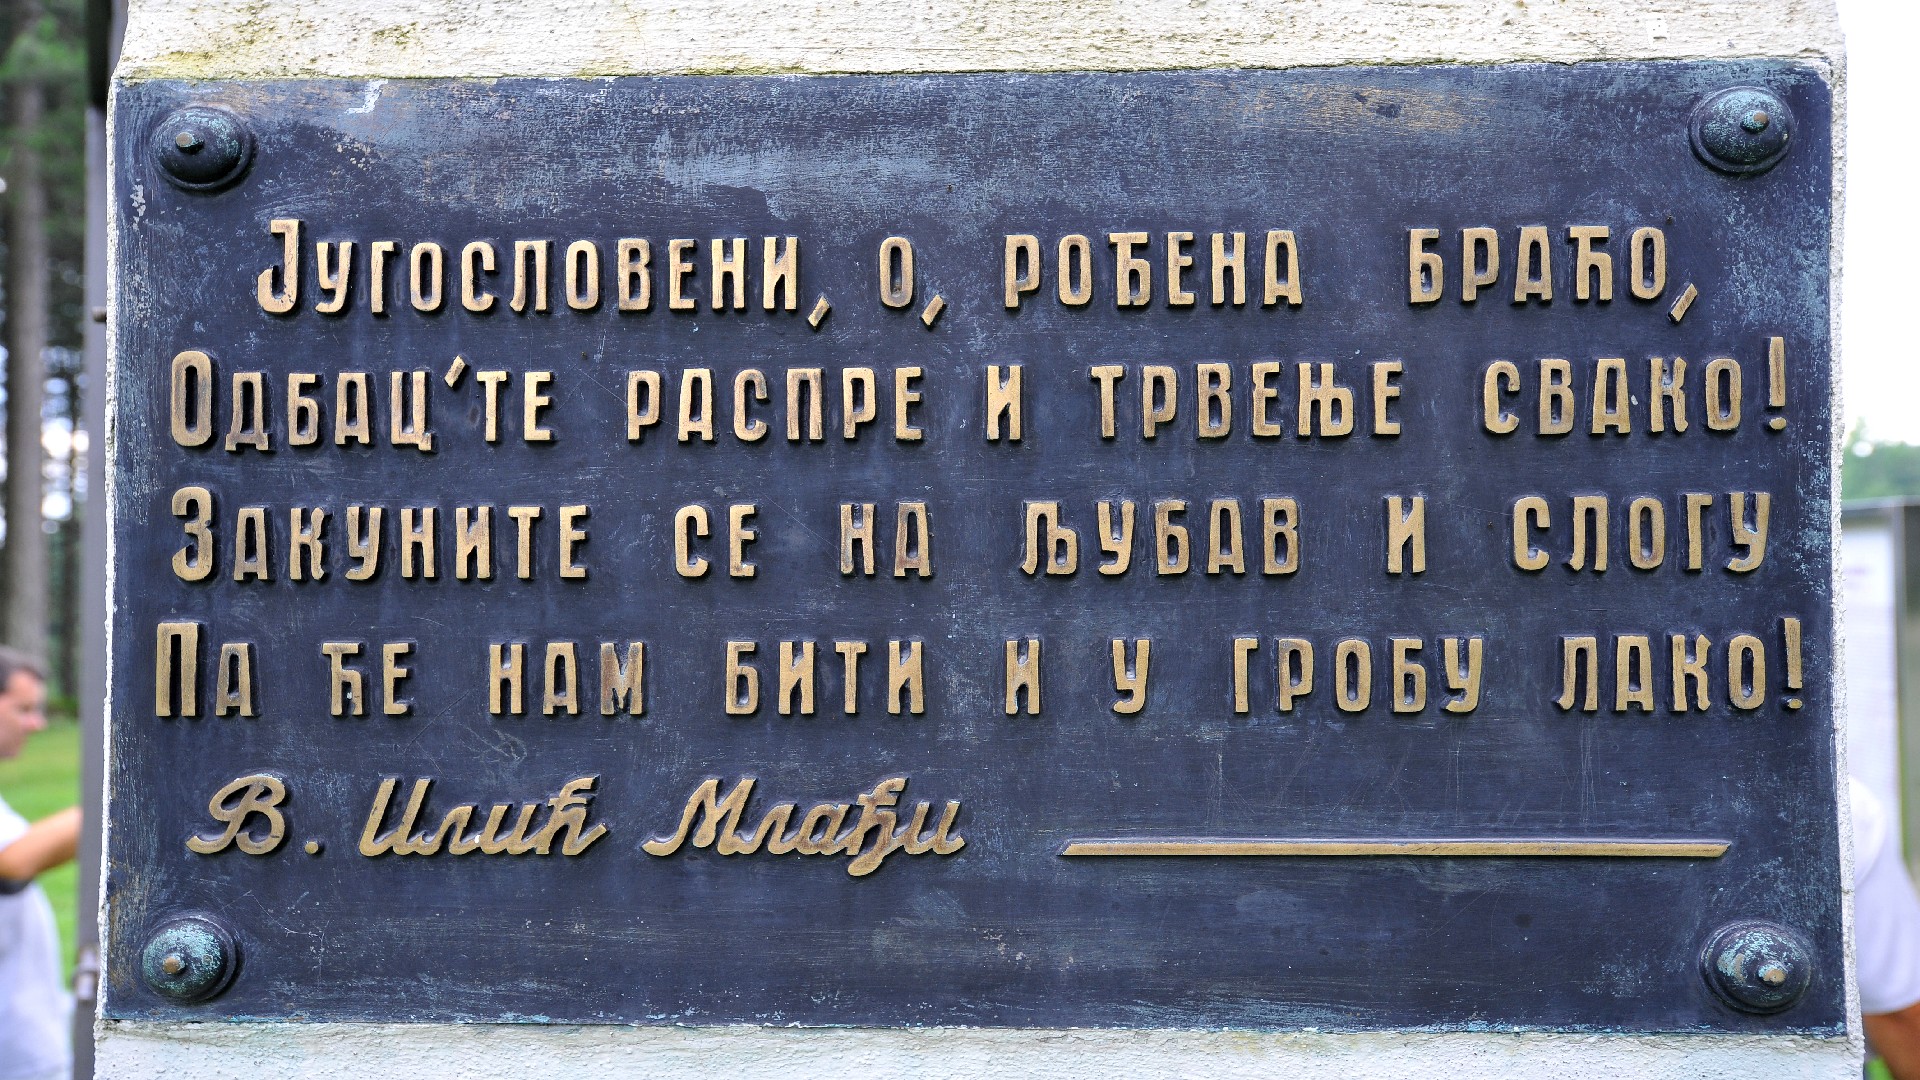 Југословени, о, рођена браћо,
Одбац'те распре и трвење свако!
Закуните се на љубав и слогу
Па ће нам бити и у гробу лако!
В. Илић Млађи